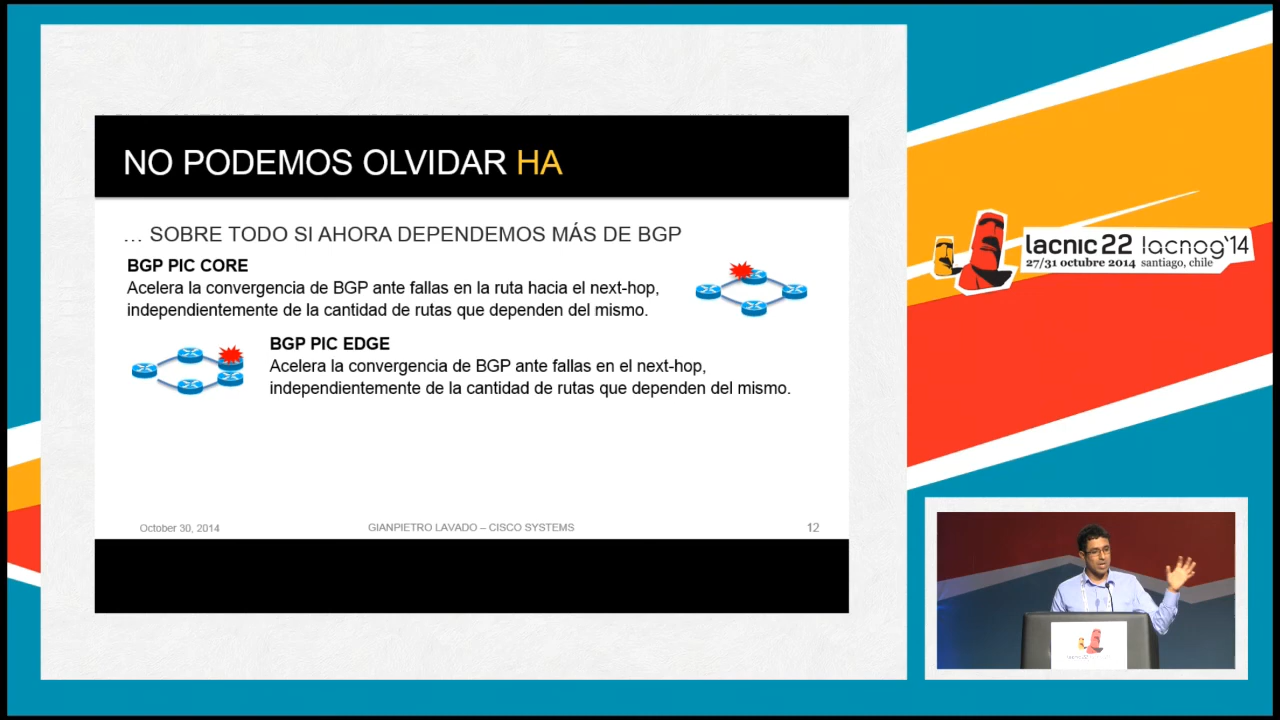 NO PODEMOS OLVIDAR HA
… SOBRE TODO SI AHORA DEPENDEMOS MÁS DE BGP
BGP PIC CORE
Acelera la convergencia de BGP ante fallas en la ruta hacia el next-hop,
independientemente de la cantidad de rutas que dependen del mismo.
BGP PIC EDGE
Acelera la convergencia de BGP ante fallas en el next-hop,
independientemente de la cantidad de rutas que dependen del mismo.
October 30, 2014
GIANPIETRO LAVADO – CISCO SYSTEMS
12
lacnic 22 lacnog'14
27/31 octubre 2014 santiago, chile